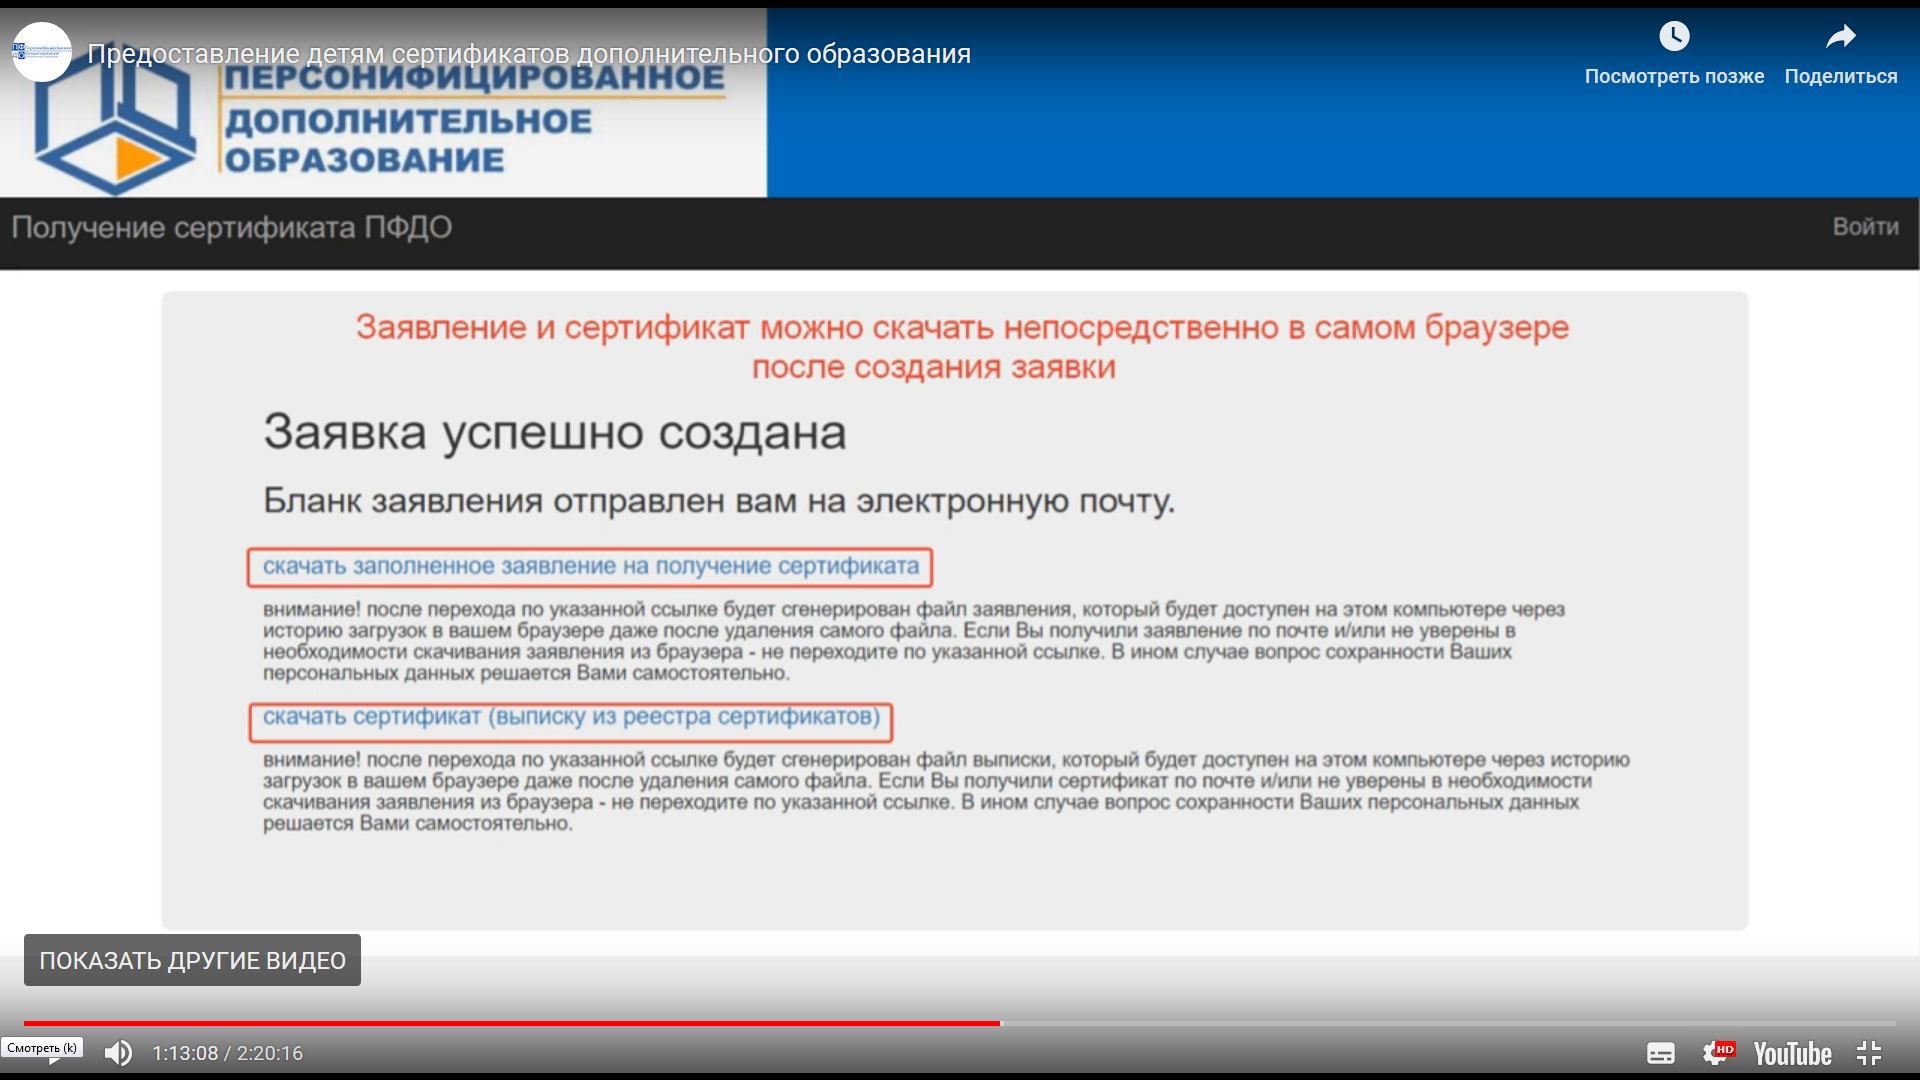 Предоставление детям сертификатов дополнительного образования
Посмотреть позже
Поделиться
ПЕРСОНИФИЦИРОВАННОЕ
ДОПОЛНИТЕЛЬНОЕ
ОБРАЗОВАНИЕ
Получение сертификата ПФДО
Войти
Заявление и сертификат можно скачать непосредственно в самом браузере
после создания заявки
Заявка успешно создана
Бланк заявления отправлен вам на электронную почту.
скачать заполненное заявление на получение сертификата
внимание! после перехода по указанной ссылке будет сгенерирован файл заявления, который будет доступен на этом компьютере через
историю загрузок в вашем браузере даже после удаления самого файла. Если Вы получили заявление по почте и/или не уверены в
необходимости скачивания заявления из браузера - не переходите по указанной ссылке. В ином случае вопрос сохранности Ваших
персональных данных решается Вами самостоятельно.
скачать сертификат (выписку из реестра сертификатов)
внимание! после перехода по указанной ссылке будет сгенерирован файл выписки, который будет доступен на этом компьютере через историю
загрузок в вашем браузере даже после удаления самого файла. Если Вы получили сертификат по почте и/или не уверены в необходимости
скачивания заявления из браузера - не переходите по указанной ссылке. В ином случае вопрос сохранности Ваших персональных данных
решается Вами самостоятельно.
ПОКАЗАТЬ ДРУГИЕ ВИДЕО
Смотреть (k)
1:13:08 / 2:20:16
HD
YouTube